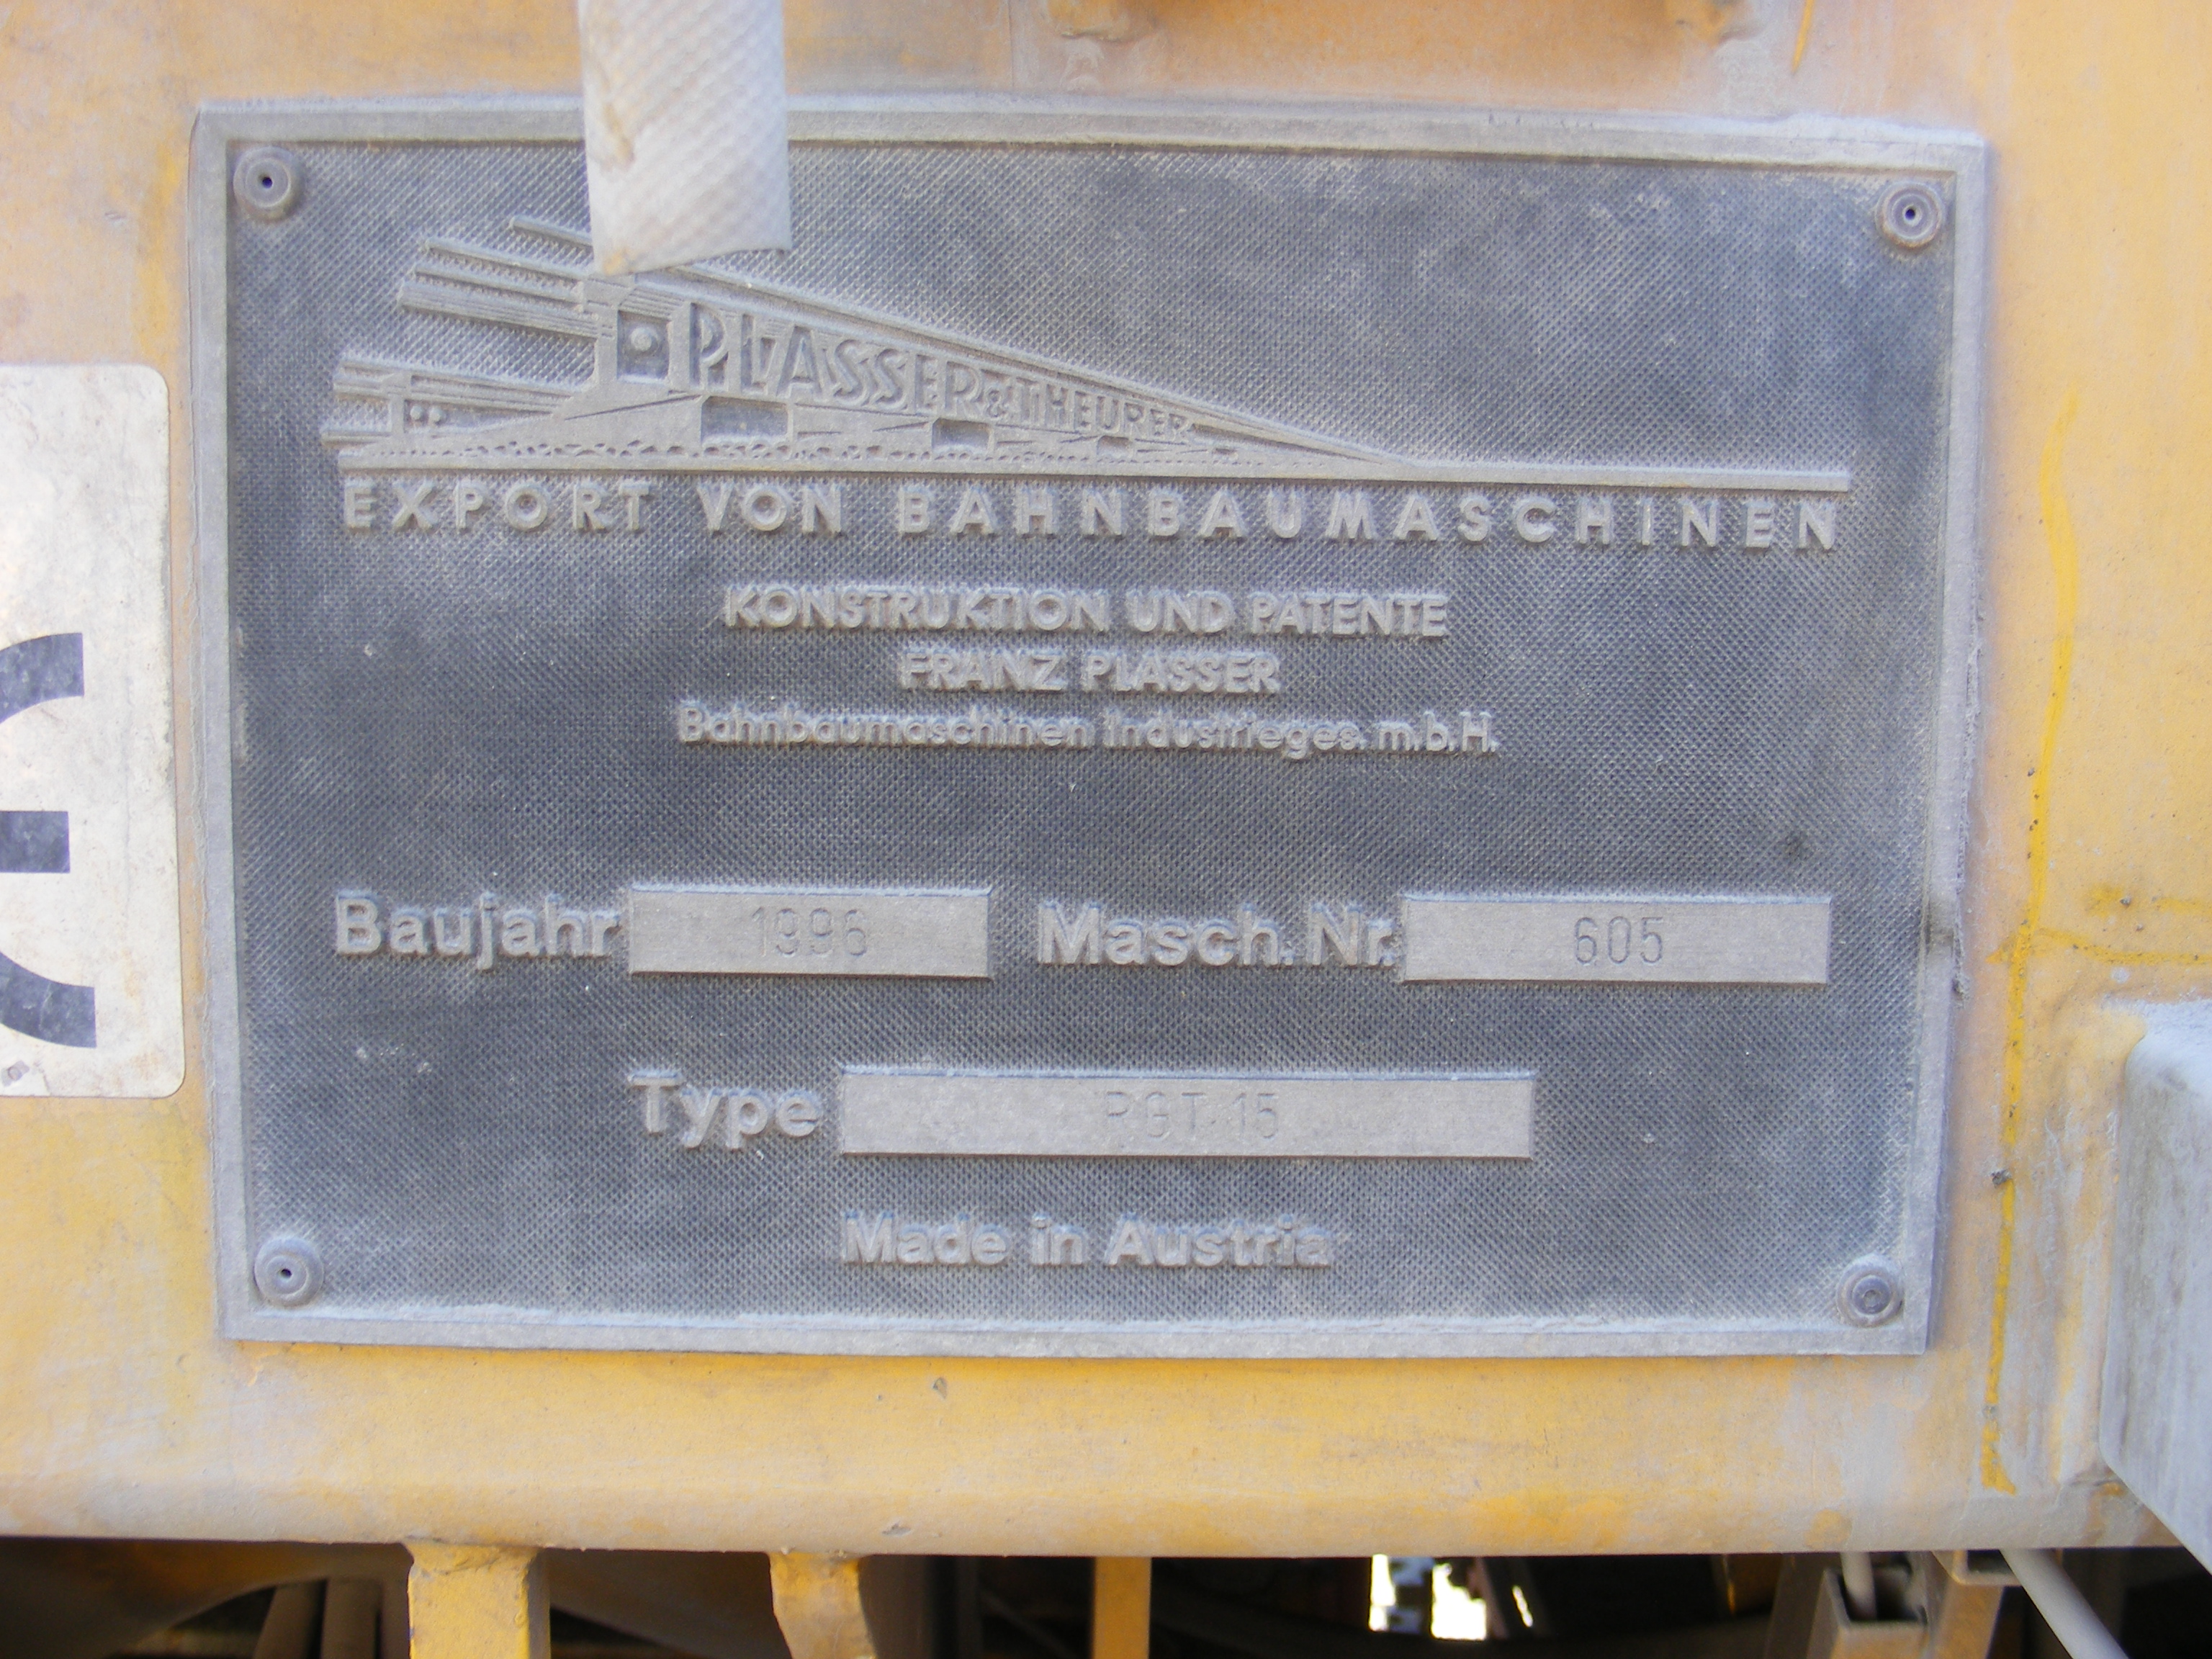 PLASSER & THEURER
EXPORT VON BAHNBAUMASCHINEN
KONSTRUKTION UND PATENTE
FRANZ PLASSER
Bahnbaumaschinen Industrieges. m.b.H.
Baujahr 1996 Masch. Nr. 605
Type PGT 15
Made in Austria
CE